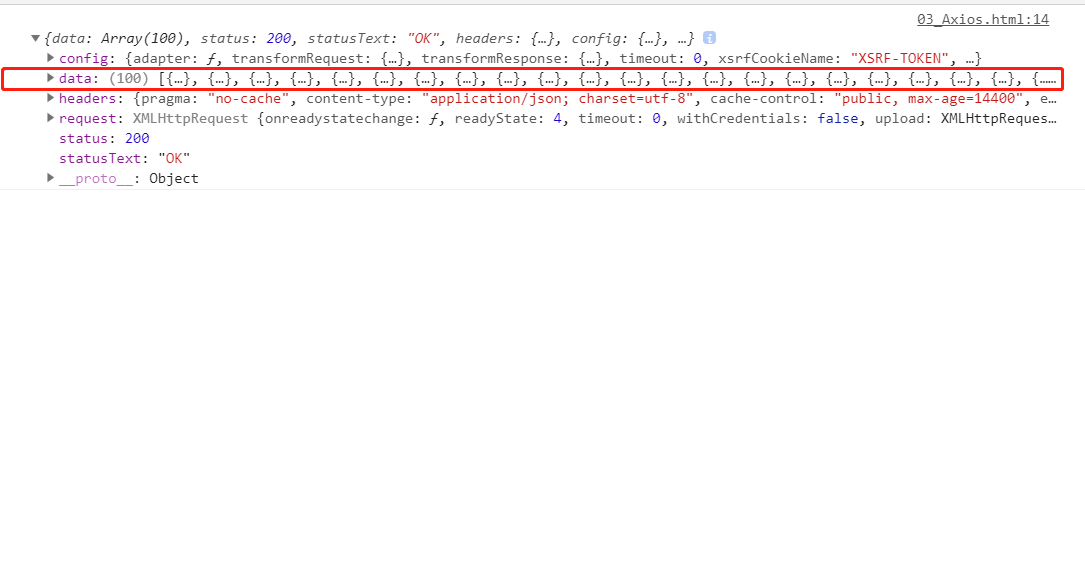 03_Axios.html:14
▼{data: Array(100), status: 200, statusText: "OK", headers: {…}, config: {…}, …} i
▶config: {adapter: ƒ, transformRequest: {…}, transformResponse: {…}, timeout: 0, xsrfCookieName: "XSRF-TOKEN", …}
▶data: (100) [{…}, {…}, {…}, {…}, {…}, {…}, {…}, {…}, {…}, {…}, {…}, {…}, {…}, {…}, {…}, {…}, {…}, {…}, {…}, {…}, {…}, {……
▶headers: {pragma: "no-cache", content-type: "application/json; charset=utf-8", cache-control: "public, max-age=14400", e…
▶request: XMLHttpRequest {onreadystatechange: ƒ, readyState: 4, timeout: 0, withCredentials: false, upload: XMLHttpReques…
status: 200
statusText: "OK"
▶__proto__: Object